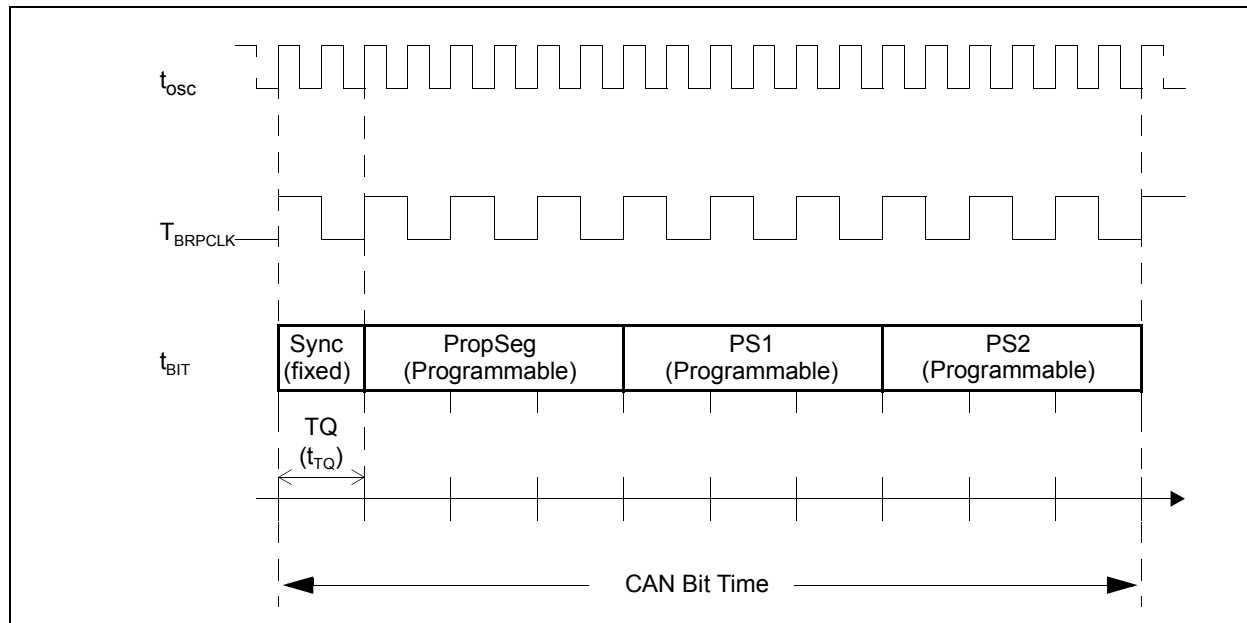 tosc
TBRPCLK
tBIT
Sync
(fixed)
PropSeg
(Programmable)
PS1
(Programmable)
PS2
(Programmable)
TQ
(tTQ)
CAN Bit Time